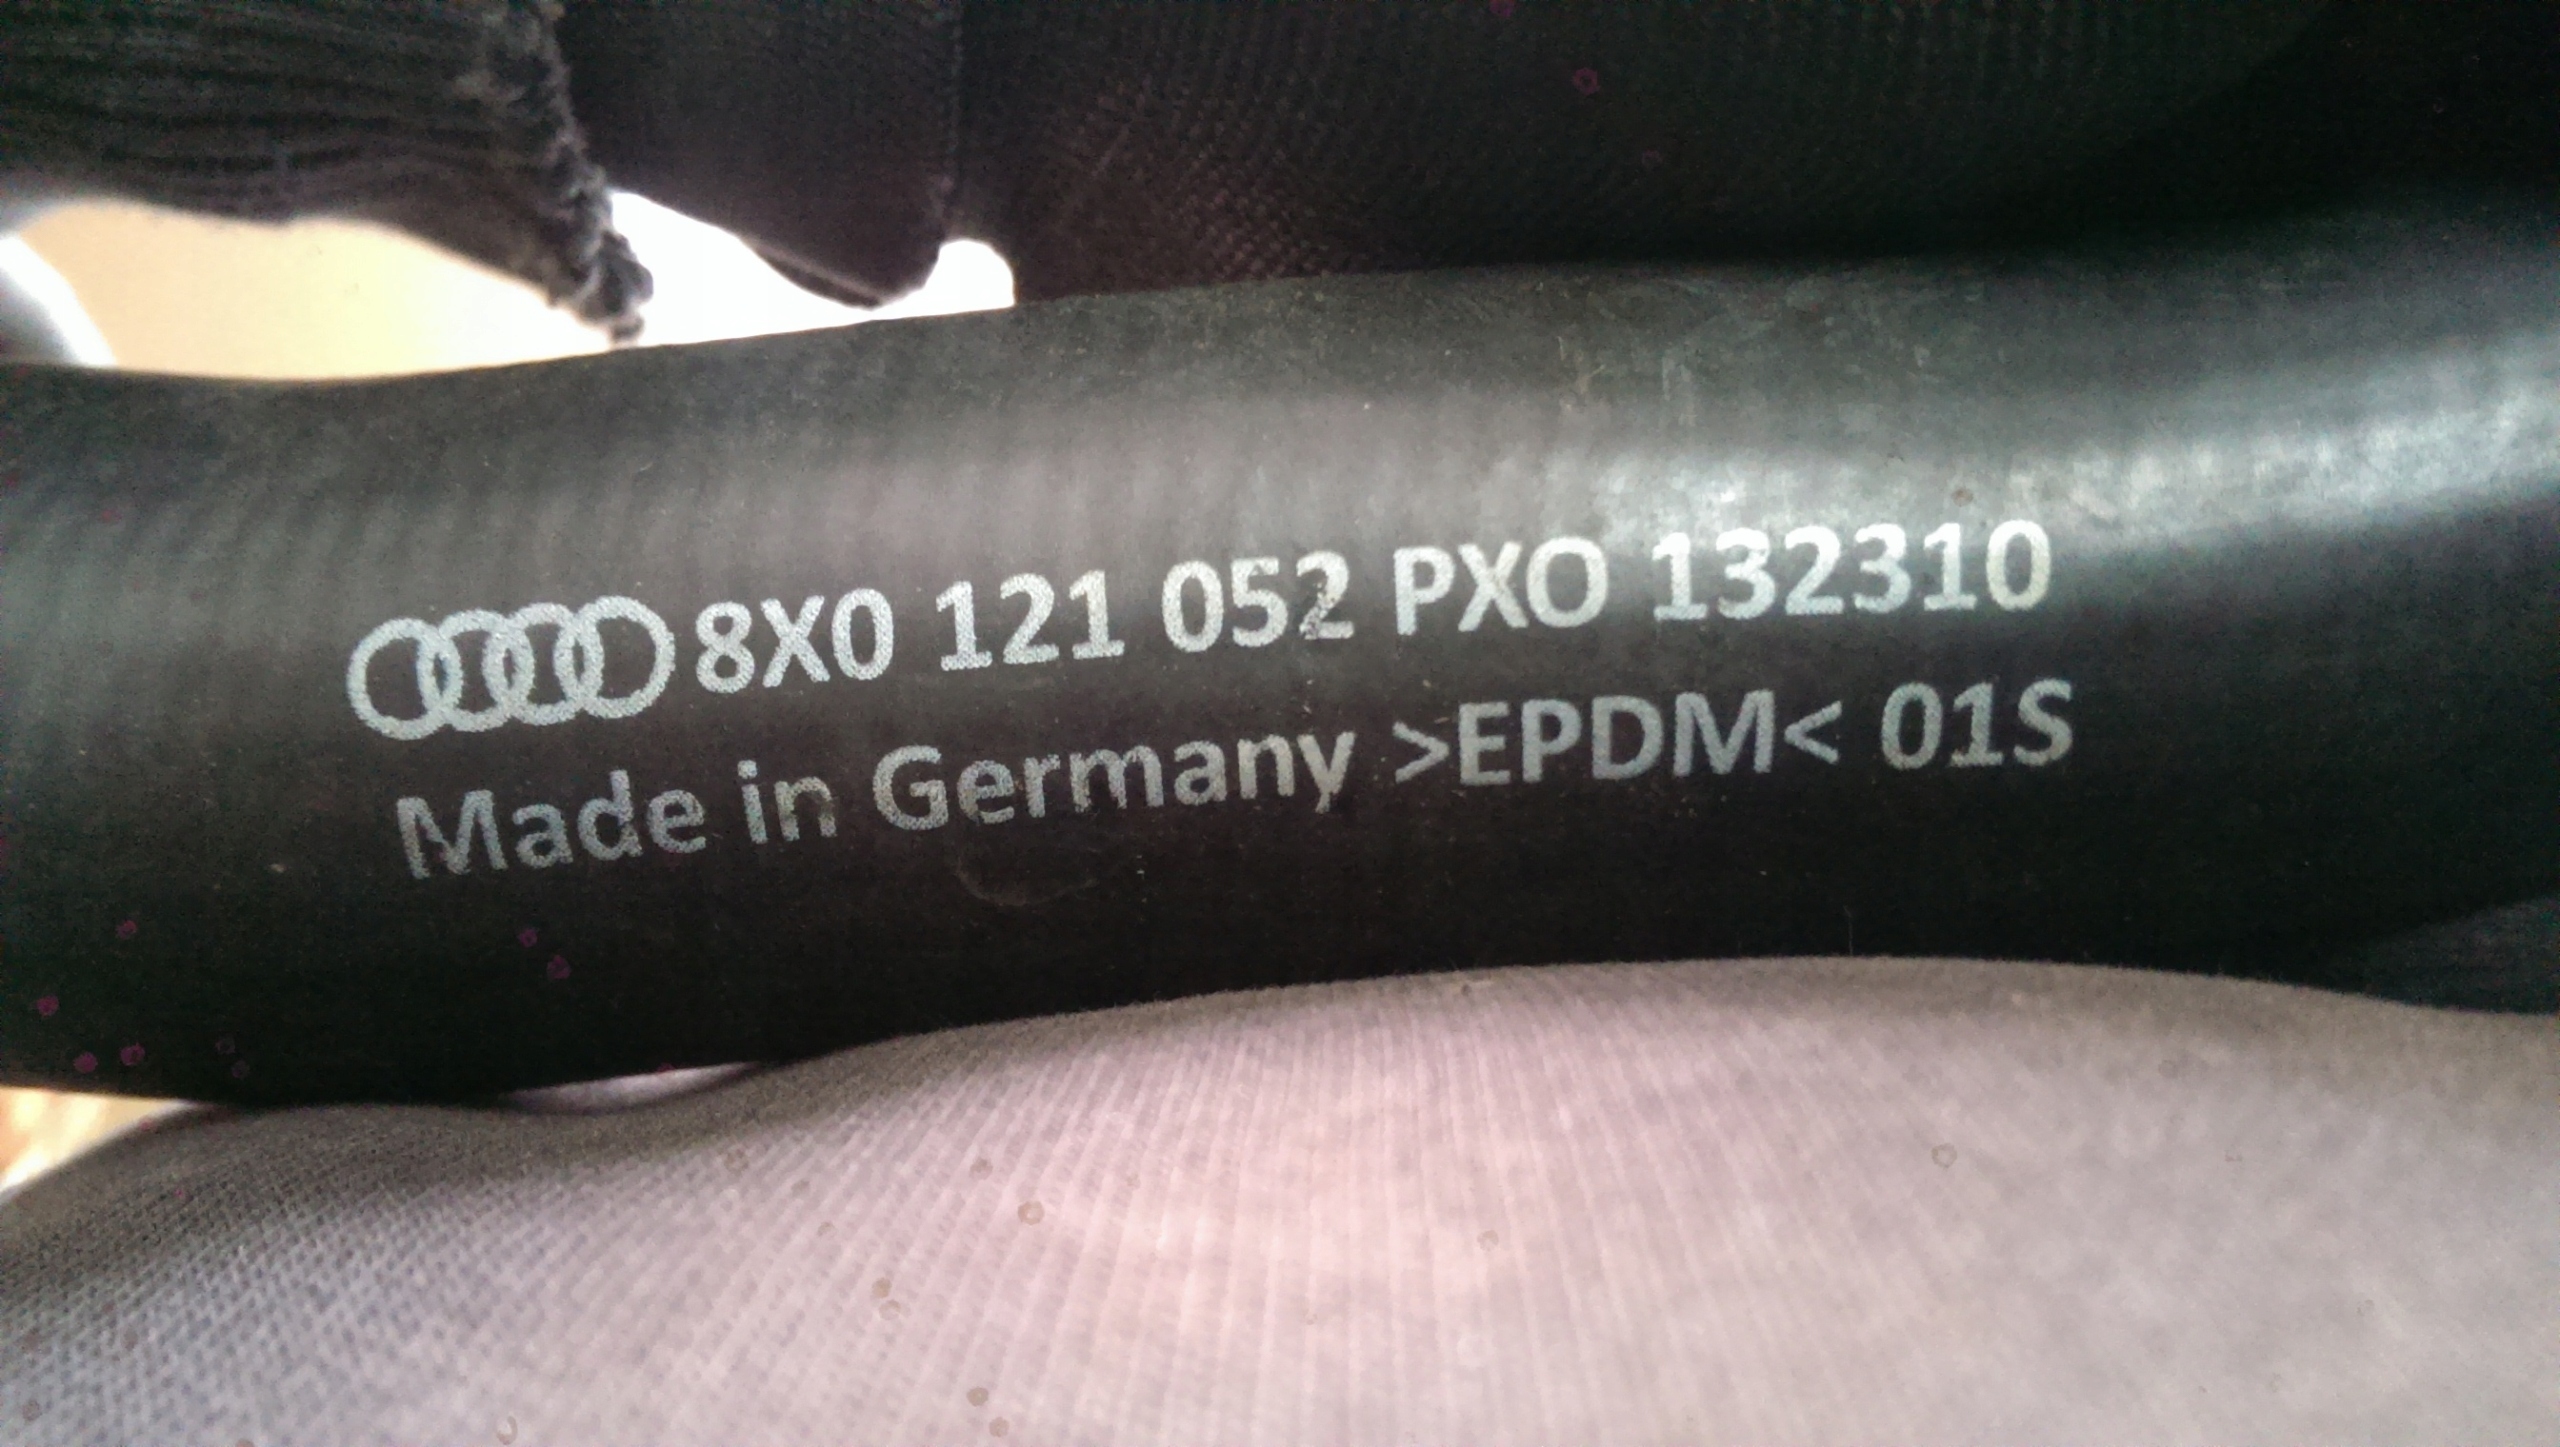 8X0 121 052 PXO 132310
Made in Germany >EPDM< 01S